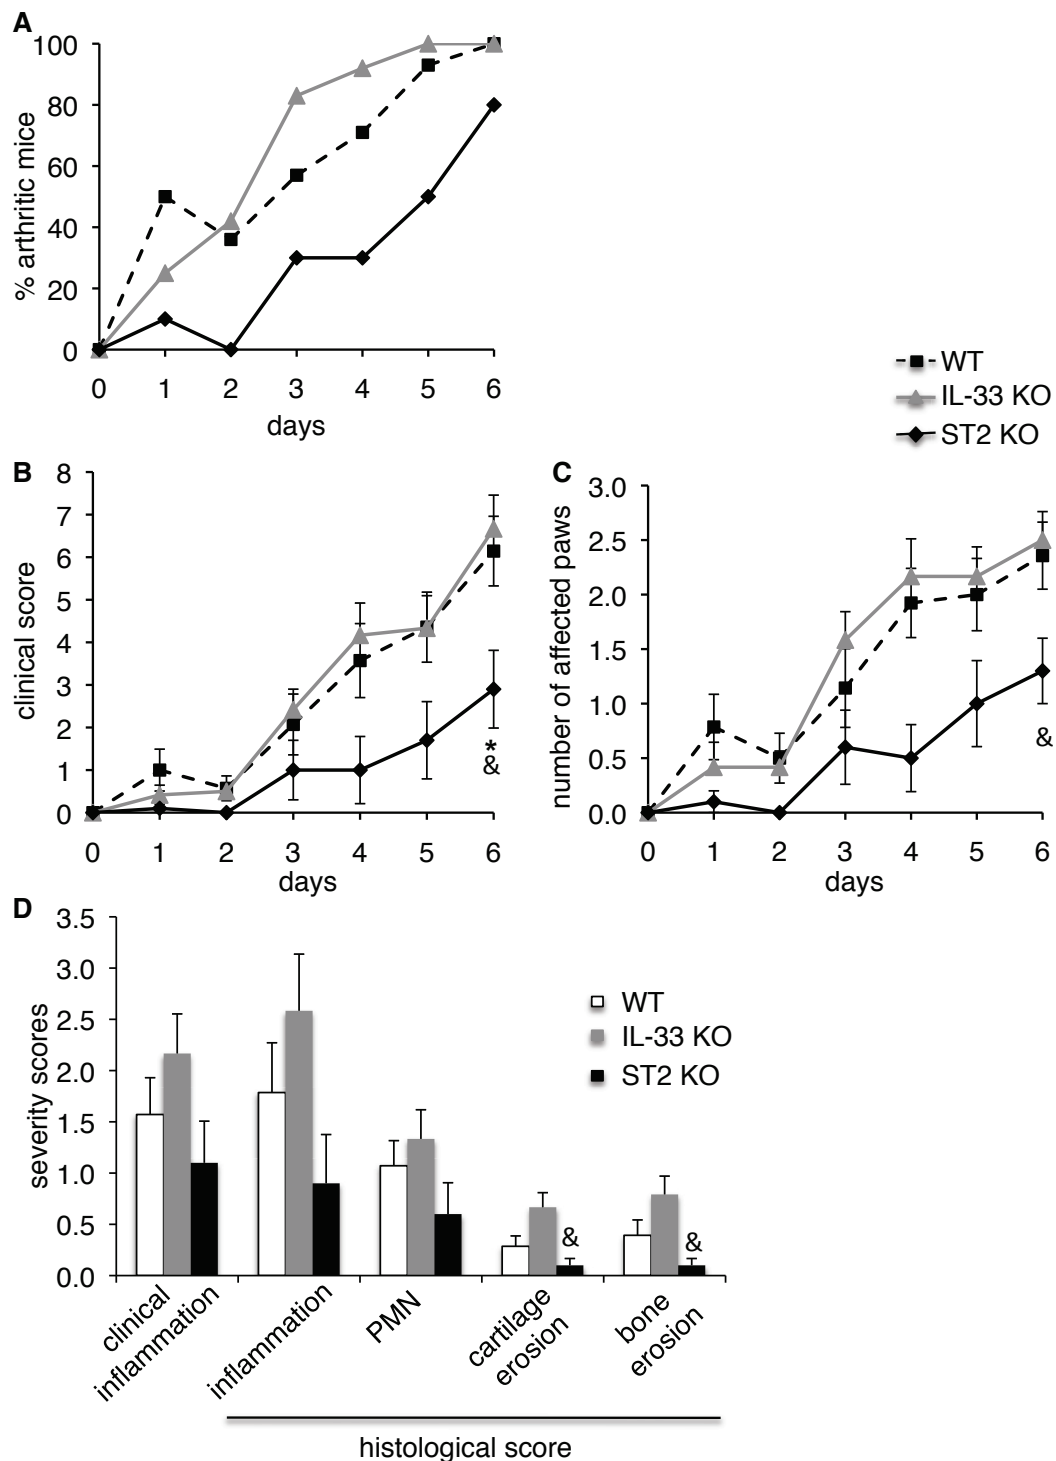 A
100
80
60
40
20
0
% arthritic mice
0 1 2 3 4 5 6
days
WT
IL-33 KO
ST2 KO
B
8
7
6
5
4
3
2
1
0
clinical score
*
&
0 1 2 3 4 5 6
days
C
3.0
2.5
2.0
1.5
1.0
0.5
0.0
number of affected paws
&
0 1 2 3 4 5 6
days
D
3.5
3.0
2.5
2.0
1.5
1.0
0.5
0.0
severity scores
WT
IL-33 KO
ST2 KO
& &
clinical
inflammation
inflammation
PMN
cartilage
erosion
bone
erosion
histological score